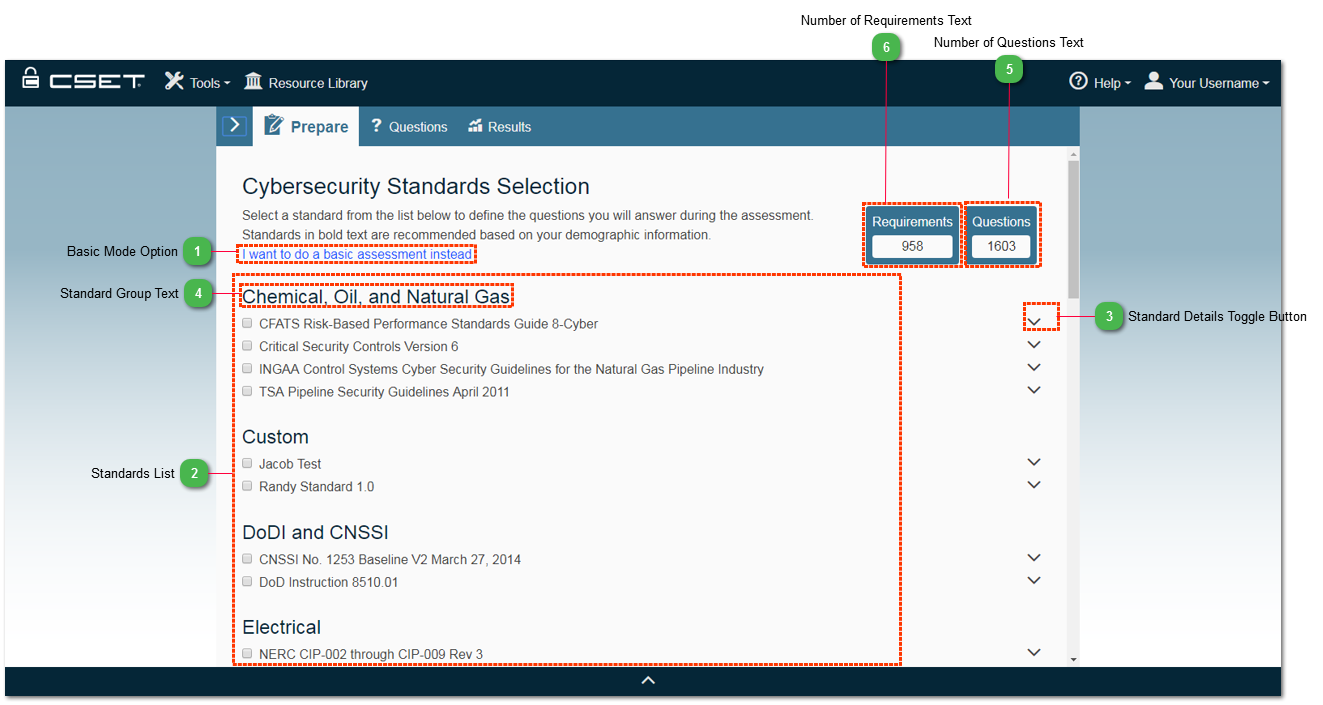 Number of Requirements Text
6
Number of Questions Text
5
CSET
Tools
Resource Library
Help
Your Username
Prepare
? Questions
Results
Cybersecurity Standards Selection
Select a standard from the list below to define the questions you will answer during the assessment.
Standards in bold text are recommended based on your demographic information.
I want to do a basic assessment instead
Requirements
958
Questions
1603
Basic Mode Option 1
Standard Group Text 4
Chemical, Oil, and Natural Gas
CFATS Risk-Based Performance Standards Guide 8-Cyber
3 Standard Details Toggle Button
Critical Security Controls Version 6
INGAA Control Systems Cyber Security Guidelines for the Natural Gas Pipeline Industry
TSA Pipeline Security Guidelines April 2011
Custom
Jacob Test
Standards List 2
Randy Standard 1.0
DoDI and CNSSI
CNSSI No. 1253 Baseline V2 March 27, 2014
DoD Instruction 8510.01
Electrical
NERC CIP-002 through CIP-009 Rev 3